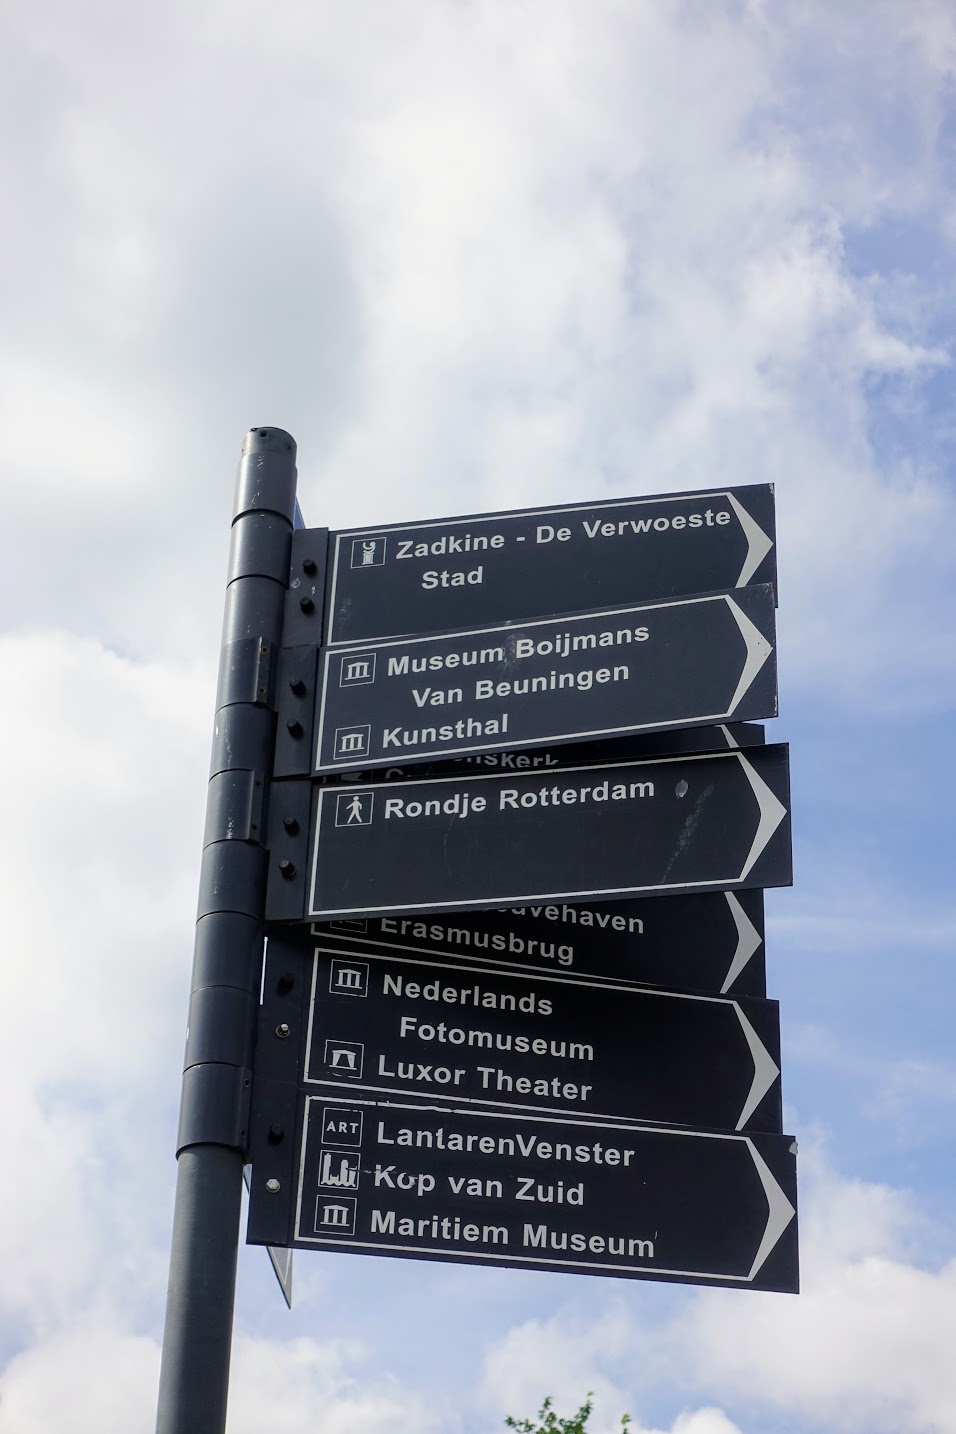 Zadkine - De Verwoeste
Stad
Museum Boijmans
Van Beuningen
Kunsthal
Rondje Rotterdam
Erasmusbrug
Nederlands
Fotomuseum
Luxor Theater
ART LantarenVenster
Kop van Zuid
Maritiem Museum